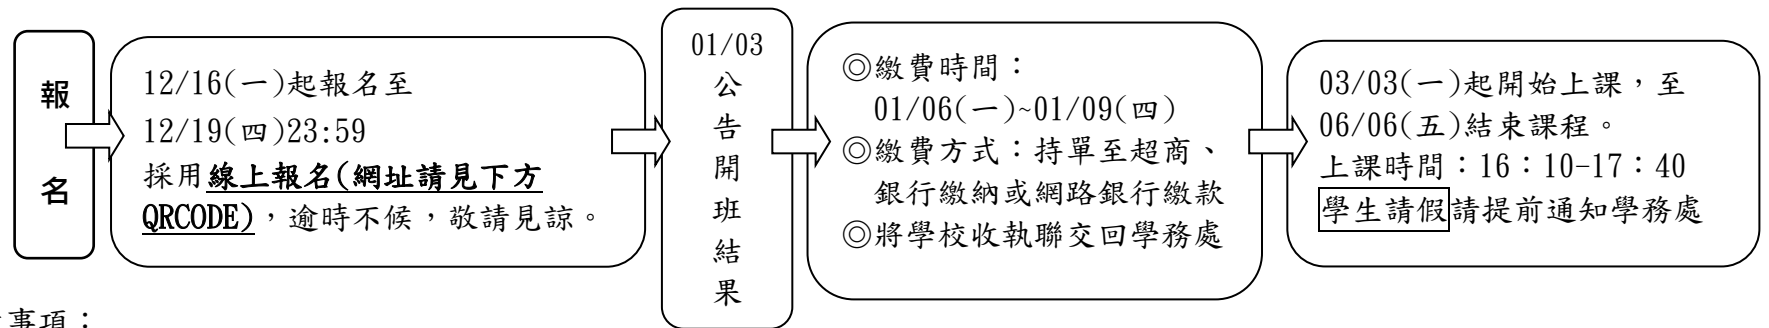 報名
12/16(一)起報名至
12/19(四)23:59
採用線上報名(網址請見下方
QRCODE)，逾時不候，敬請見諒。
01/03
公告開班結果
◎繳費時間：
01/06(一)~01/09(四)
◎繳費方式：持單至超商、
銀行繳納或網路銀行繳款
◎將學校收執聯交回學務處
03/03(一)起開始上課，至
06/06(五)結束課程。
上課時間：16：10-17：40
學生請假請提前通知學務處
事項：